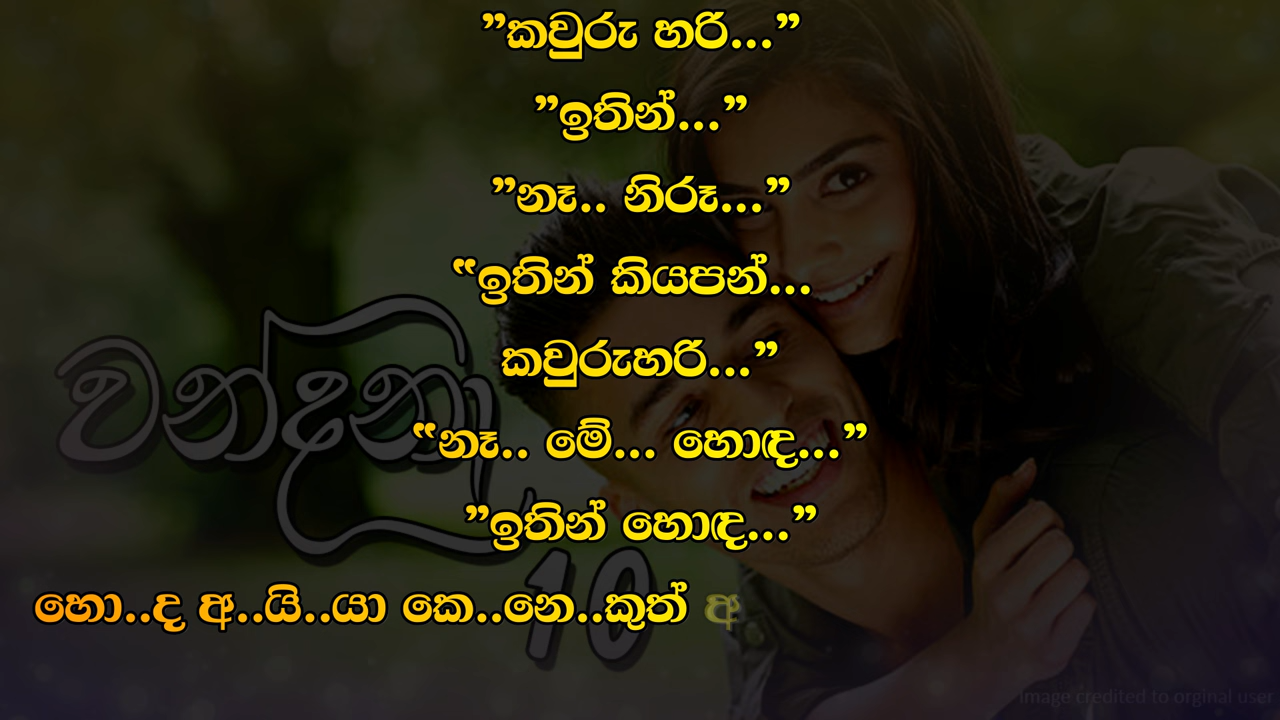 ”කවුරු හරි...”
”ඉතින්...”
”නෑ.. නිරූ...”
“ඉතින් කියපන්...
කවුරුහරි...”
“නෑ.. මේ... හොඳ...”
”ඉතින් හොඳ...”
හො..ද අ..යි..යා කෙ..නෙ..කුත් අ
වන්දනා
10
image credited to orginal user